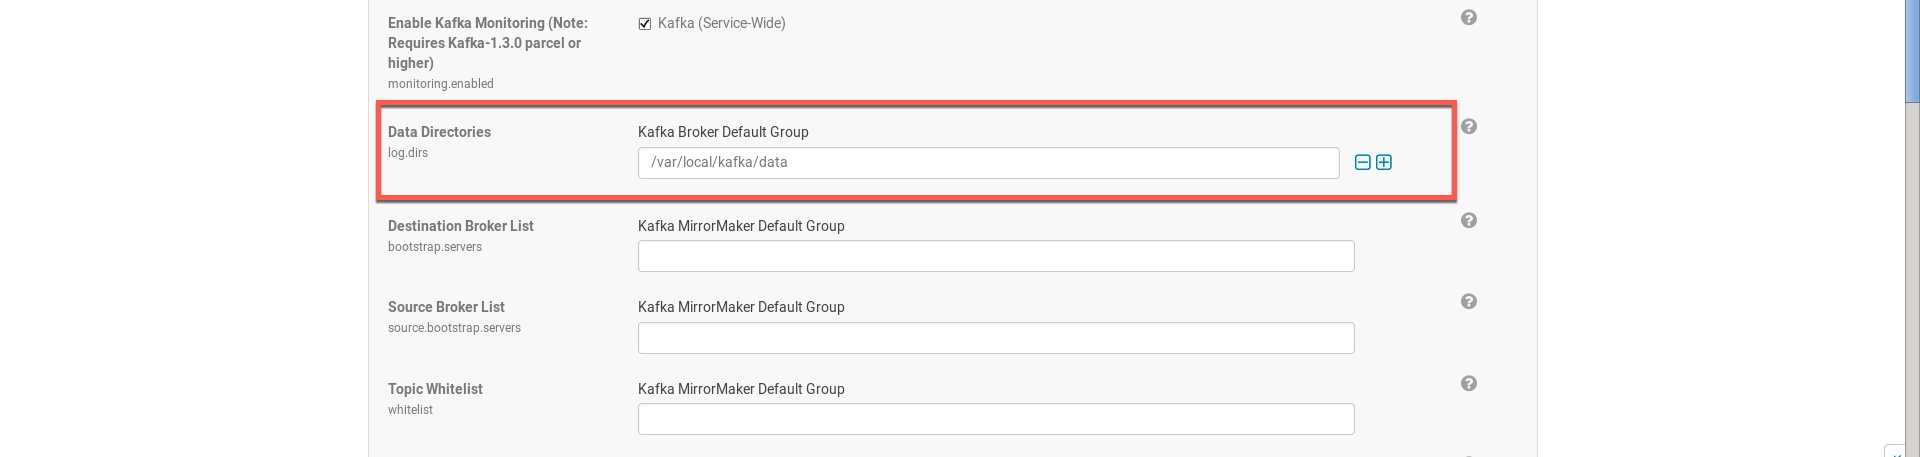 Enable Kafka Monitoring (Note:
Requires Kafka-1.3.0 parcel or
higher)
monitoring.enabled
Kafka (Service-Wide)
Data Directories
log.dirs
Kafka Broker Default Group
/var/local/kafka/data
Destination Broker List
bootstrap.servers
Kafka MirrorMaker Default Group
Source Broker List
source.bootstrap.servers
Kafka MirrorMaker Default Group
Topic Whitelist
whitelist
Kafka MirrorMaker Default Group